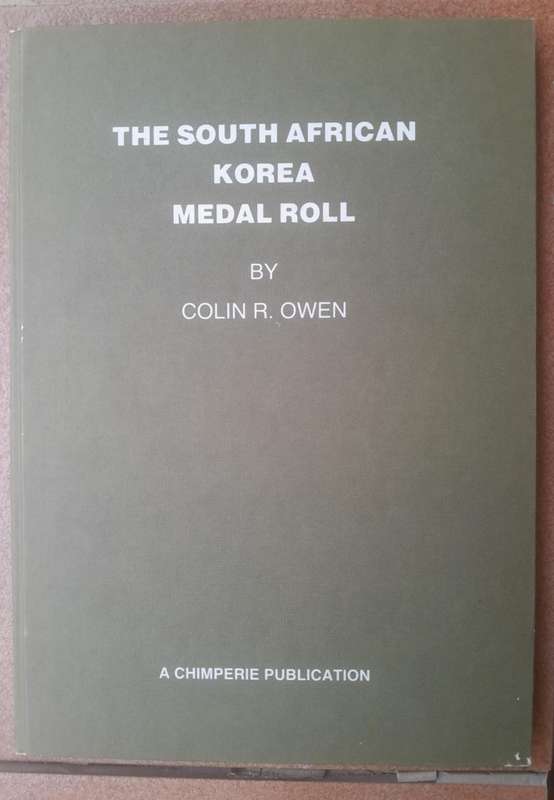 THE SOUTH AFRICAN
KOREA
MEDAL ROLL
BY
COLIN R. OWEN
A CHIMPERIE PUBLICATION